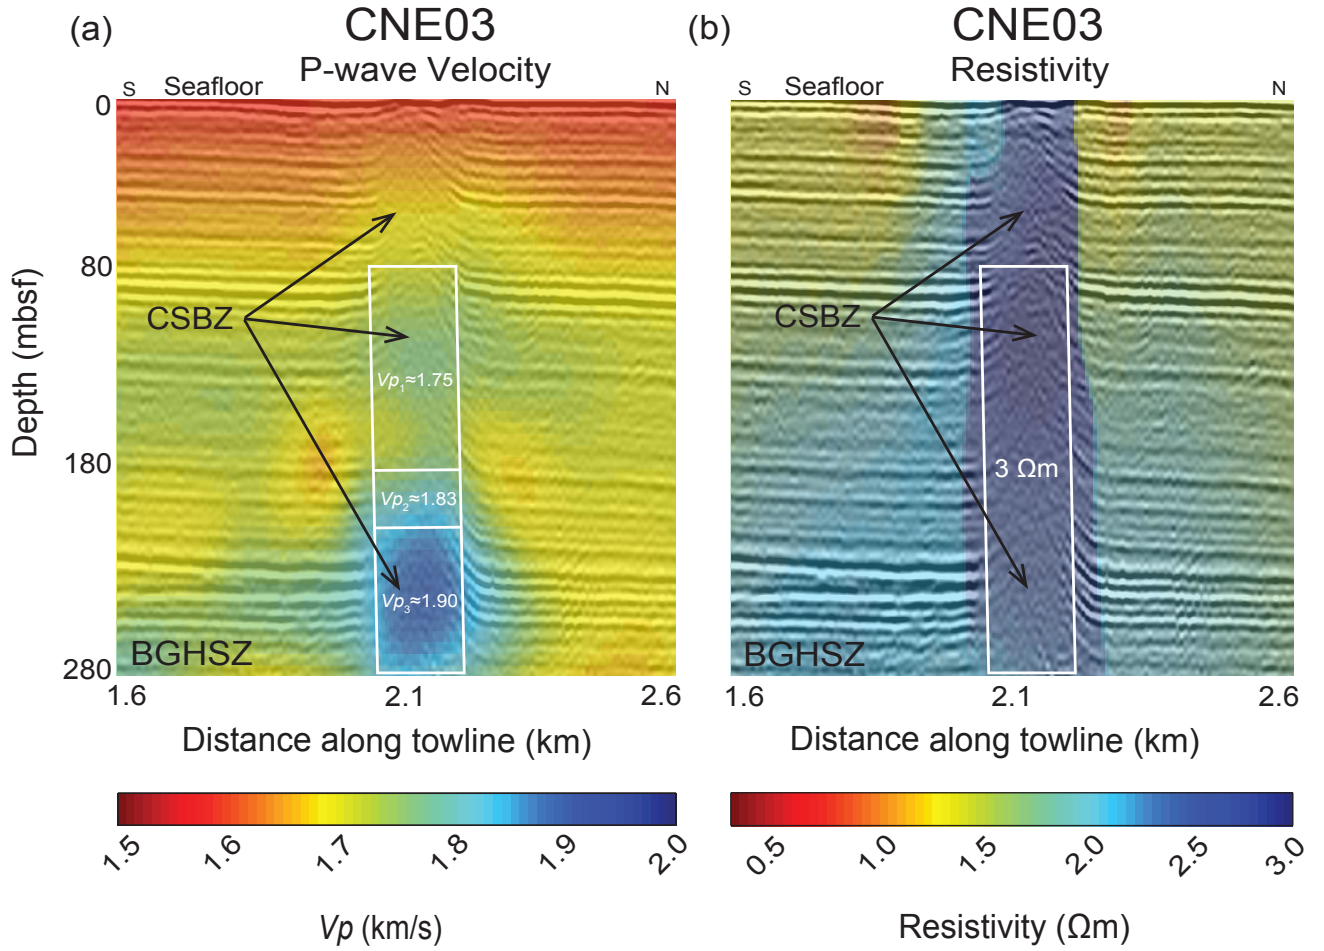 (a)
CNE03
P-wave Velocity
S
Seafloor
N
0
80
180
280
Depth (mbsf)
CSBZ
Vp₁≈1.75
Vp₂≈1.83
Vp₃≈1.90
BGHSZ
1.6
2.1
2.6
Distance along towline (km)
1.5
1.6
1.7
1.8
1.9
2.0
Vp (km/s)
(b)
CNE03
Resistivity
S
Seafloor
N
CSBZ
3 Ωm
BGHSZ
1.6
2.1
2.6
Distance along towline (km)
0.5
1.0
1.5
2.0
2.5
3.0
Resistivity (Ωm)